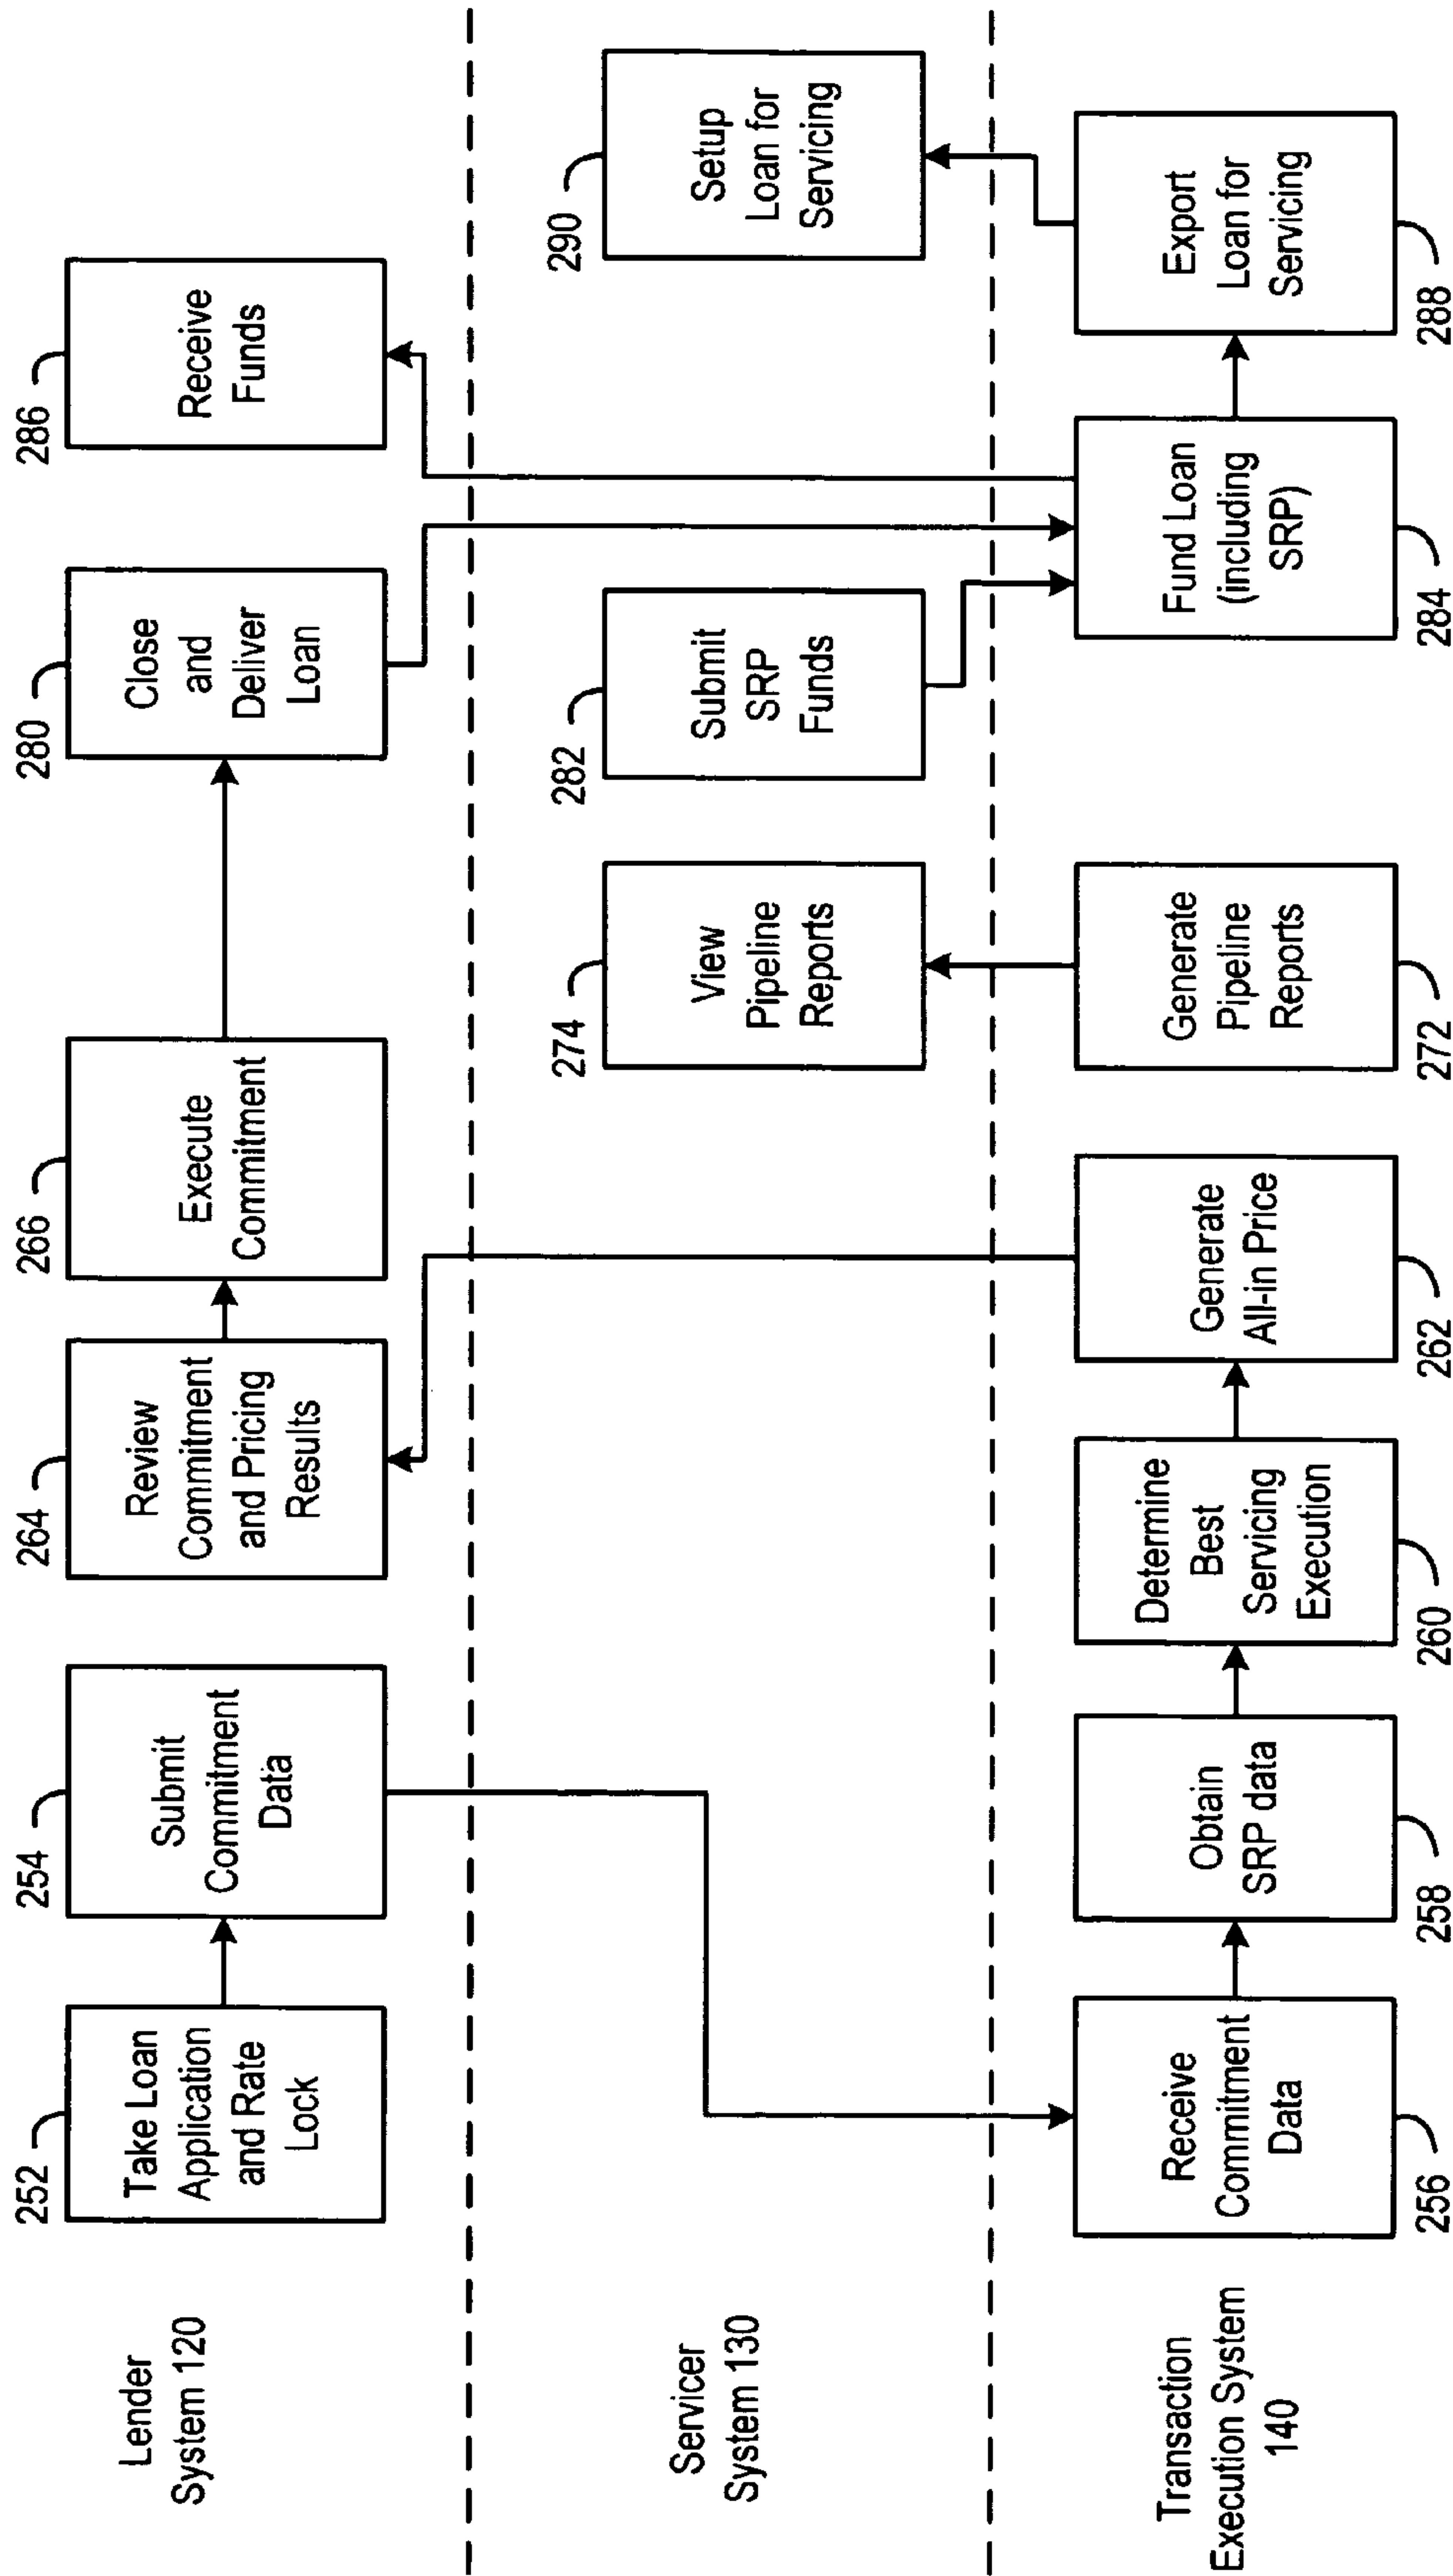 Lender
System 120
252
Take Loan
Application
and Rate
Lock
254
Submit
Commitment
Data
264
Review
Commitment
and Pricing
Results
266
Execute
Commitment
280
Close
and
Deliver
Loan
286
Receive
Funds
Servicer
System 130
274
View
Pipeline
Reports
282
Submit
SRP
Funds
290
Setup
Loan for
Servicing
Transaction
Execution System
140
Receive
Commitment
Data
256
Obtain
SRP data
258
Determine
Best
Servicing
Execution
260
Generate
All-in Price
262
Generate
Pipeline
Reports
272
Fund Loan
(including
SRP)
284
Export
Loan for
Servicing
288